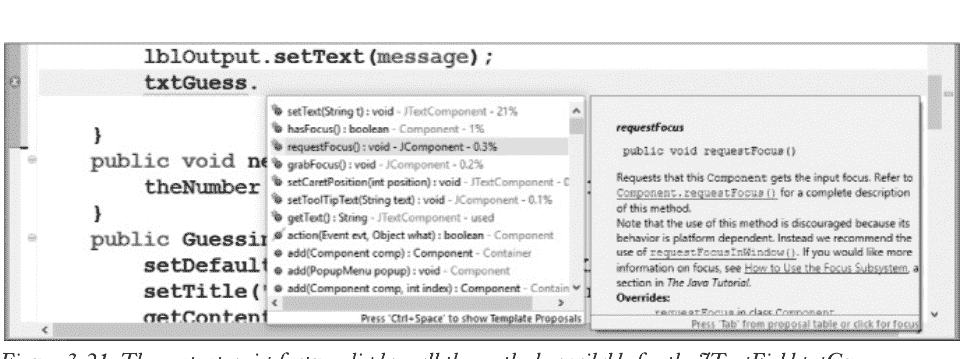 lblOutput.setText(message);
txtGuess.
}
public void ne
theNumber
}
public Guessin
setDefault
setTitle("
getContent
setText(String t) : void - JTextComponent - 21%
hasFocus() : boolean - Component - 1%
requestFocus() : void - JComponent - 0.3%
grabFocus() : void - JComponent - 0.2%
setCaretPosition(int position) : void - JTextComponent - 0
setToolTipText(String text) : void - JComponent - 0.1%
getText() : String - JTextComponent - used
action(Event evt, Object what) : boolean - Component
add(Component comp) : Component - Container
add(PopupMenu popup) : void - Component
add(Component comp, int index) : Component - Contain
Press 'Ctrl+Space' to show Template Proposals
requestFocus
public void requestFocus()
Requests that this Component gets the input focus. Refer to
Component.requestFocus() for a complete description
of this method.
Note that the use of this method is discouraged because its
behavior is platform dependent. Instead we recommend the
use of requestFocusInWindow(). If you would like more
information on focus, see How to Use the Focus Subsystem, a
section in The Java Tutorial.
Overrides:
requestFocus in class Component
Press 'Tab' from proposal table or click for focus